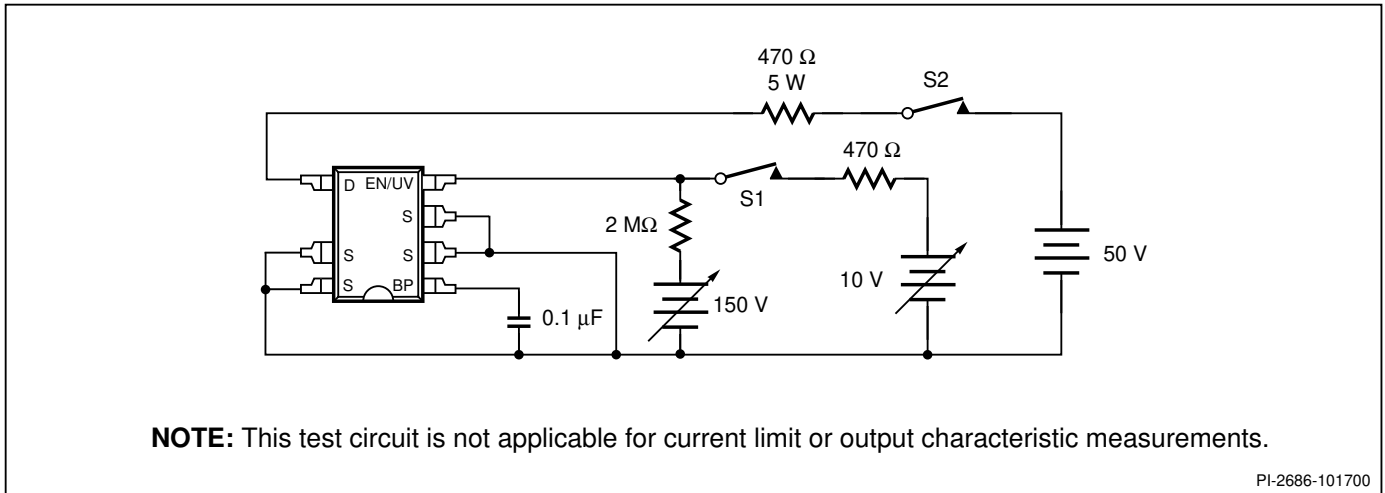 470 Ω
5 W
S2
470 Ω
D EN/UV
S1
S
2 MΩ
S S
50 V
10 V
S BP
150 V
0.1 µF
NOTE: This test circuit is not applicable for current limit or output characteristic measurements.
PI-2686-101700